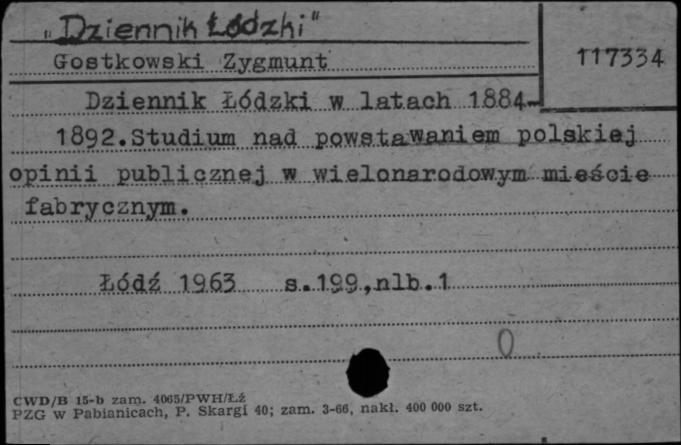 „Dziennik Łódzki"
Gostkowski Zygmunt
117334
Dziennik Łódzki w latach 1884-
1892.Studium nad powstawaniem polskiej
opinii publicznej w wielonarodowym mieście
fabrycznym.
Łódź 1963 s.199,nlb.1
0
CWD/B 15-b zam. 4065/PWH/Łź
PZG w Pabianicach, P. Skargi 40; zam. 3-66, nakł. 400 000 szt.